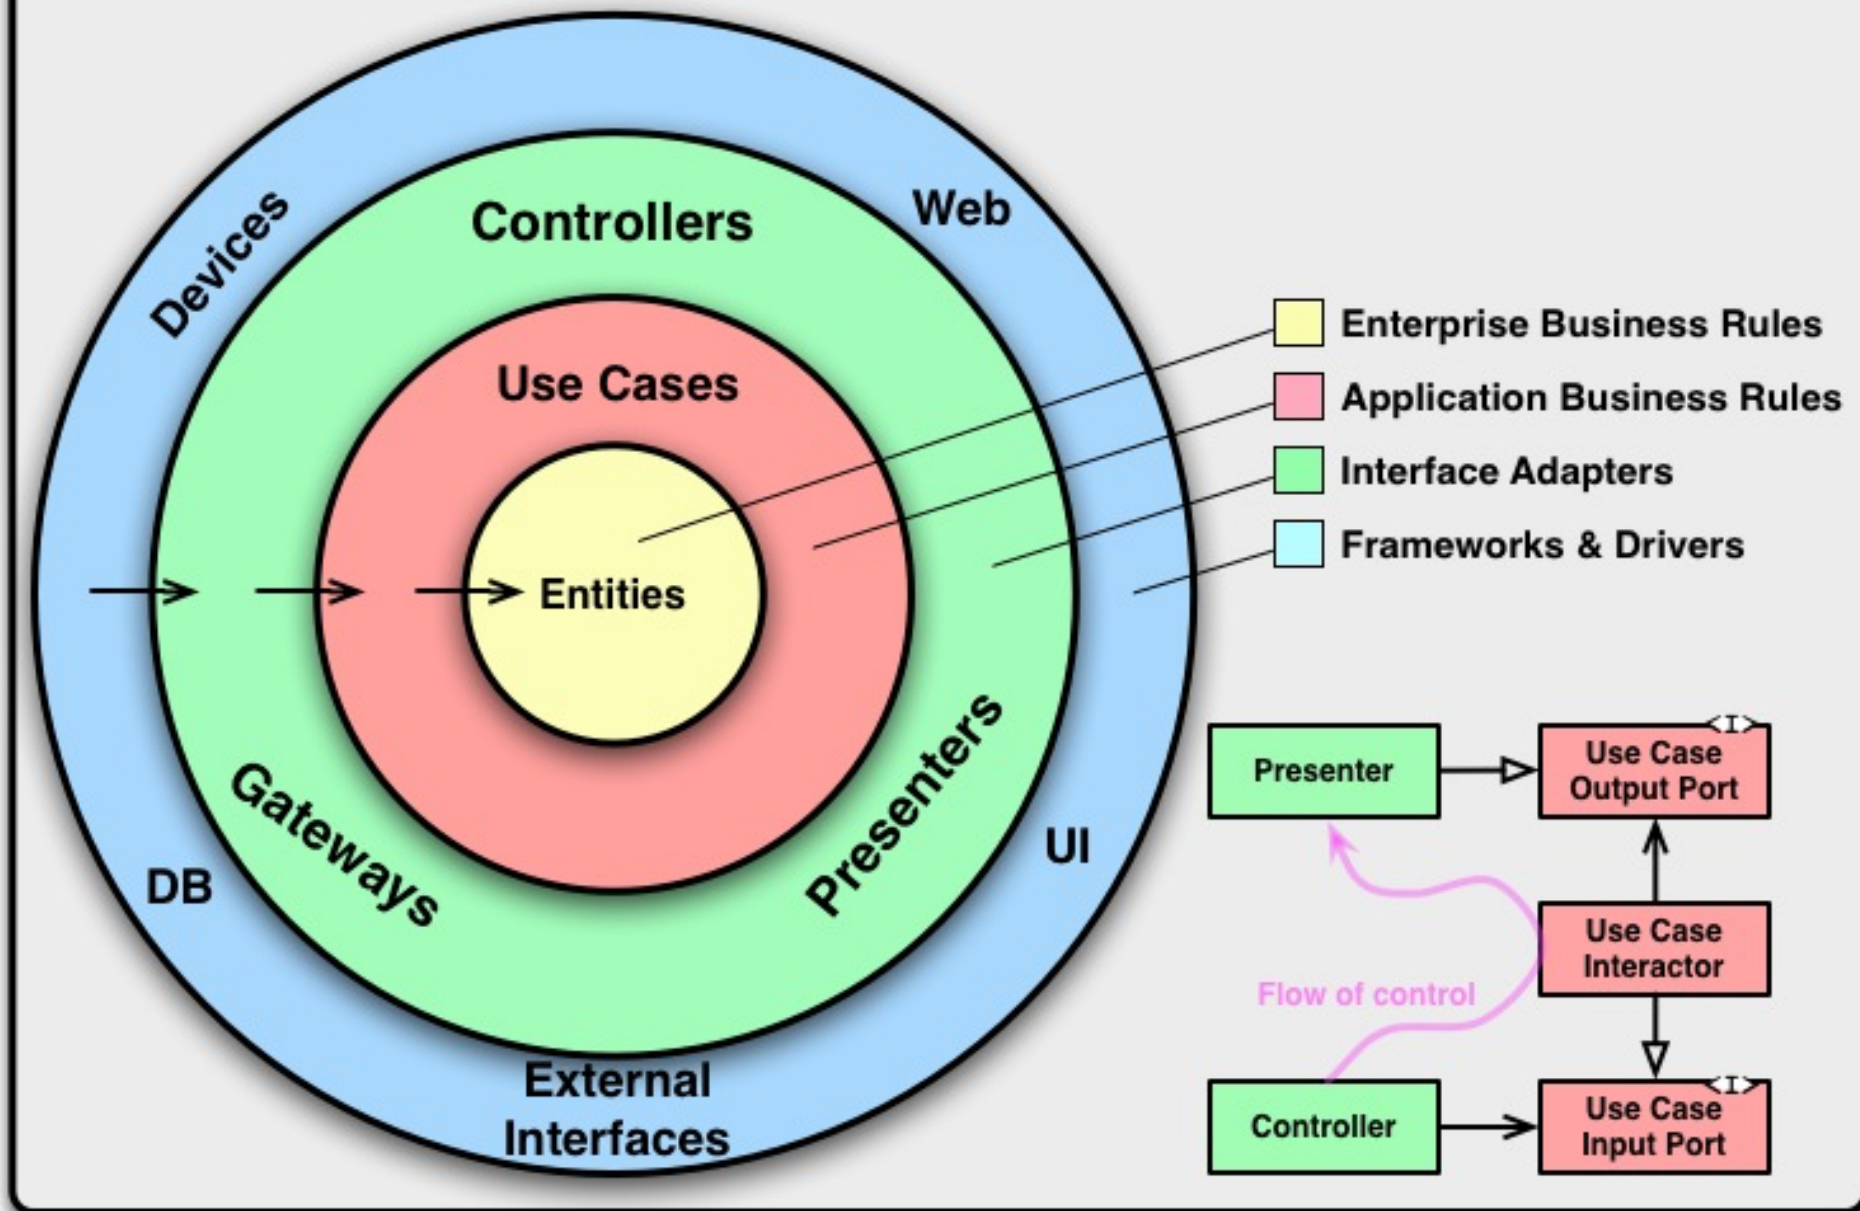 Devices
Web
Controllers
Use Cases
Entities
Gateways
Presenters
DB
UI
External
Interfaces
Enterprise Business Rules
Application Business Rules
Interface Adapters
Frameworks & Drivers
Presenter
<I>
Use Case
Output Port
Use Case
Interactor
Flow of control
Controller
<I>
Use Case
Input Port